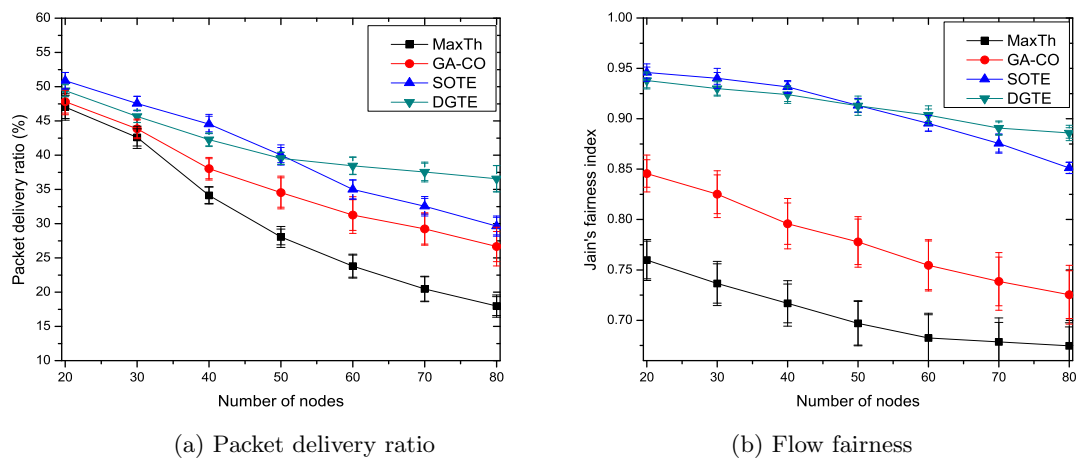 60
55
50
45
40
35
30
25
20
15
10
Packet delivery ratio (%)
MaxTh
GA-CO
SOTE
DGTE
20 30 40 50 60 70 80
Number of nodes
(a) Packet delivery ratio
1.00
0.95
0.90
0.85
0.80
0.75
0.70
Jain's fairness index
MaxTh
GA-CO
SOTE
DGTE
20 30 40 50 60 70 80
Number of nodes
(b) Flow fairness